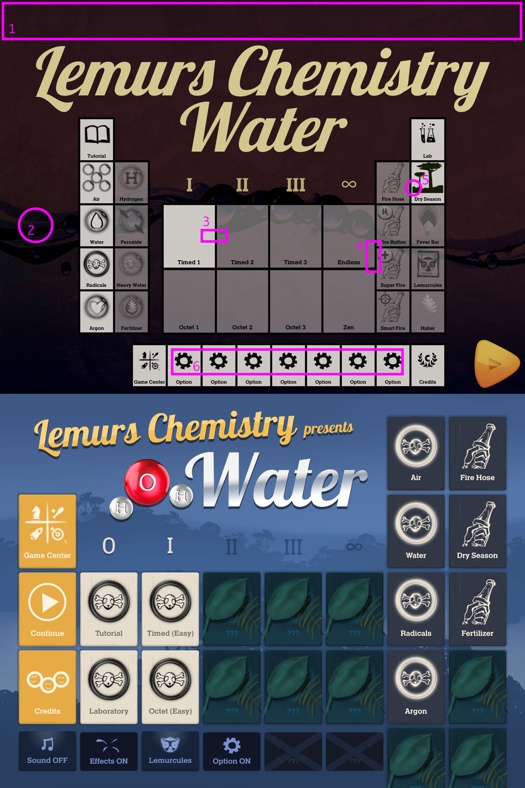 1
Lemurs Chemistry
Water
Tutorial
Lab
I II III ∞
Air Hydrogen Fire Hose Dry Season
5
2
3
4
Water Peroxide Fever Bar
Timed 1 Timed 2 Timed 3 Endless
Radicals Heavy Water Super Fire Lemurcules
Octet 1 Octet 2 Octet 3 Zen
Argon Fertilizer Smart Fire Haber
6
Game Center Option Option Option Option Option Option Option Credits
Lemurs Chemistry presents
H O H Water
Air Fire Hose
Game Center
0 I II III ∞
Water Dry Season
Continue Tutorial Timed (Easy) ??? ??? ??? Radicals Fertilizer
Credits Laboratory Octet (Easy) ??? ??? ??? Argon ???
Sound OFF Effects ON Lemurcules Option ON